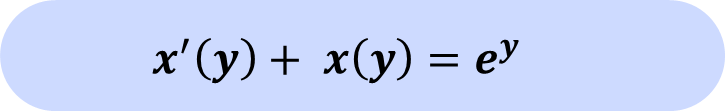 x′(y) + x(y) = e^y